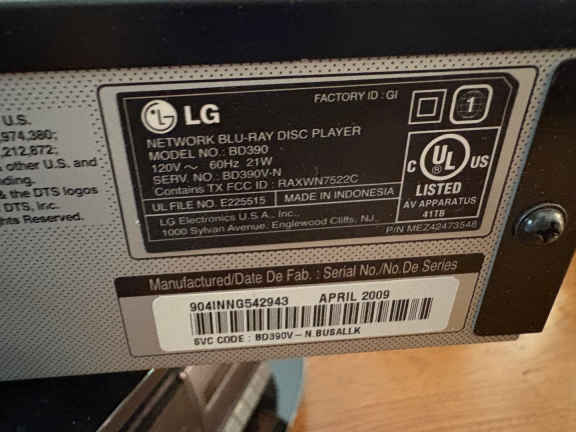 U.S.
,974,380;
,212,872;
other U.S. and
nding.
& the DTS logos
DTS, Inc.
hts Reserved.
LG
FACTORY ID : GI
1
NETWORK BLU-RAY DISC PLAYER
MODEL NO.: BD390
120V ~ 60Hz 21W
SERV. NO.: BD390V-N
Contains TX FCC ID : RAXWN7522C
UL FILE NO. E225515
MADE IN INDONESIA
LG Electronics U.S.A., Inc.,
1000 Sylvan Avenue, Englewood Cliffs, NJ,
C UL US
LISTED
AV APPARATUS
41TB
P/N MEZ42473548
Manufactured/Date De Fab. : Serial No./No.De Series
904INNG542943 APRIL 2009
SVC CODE : BD390V-N.BUSALLK